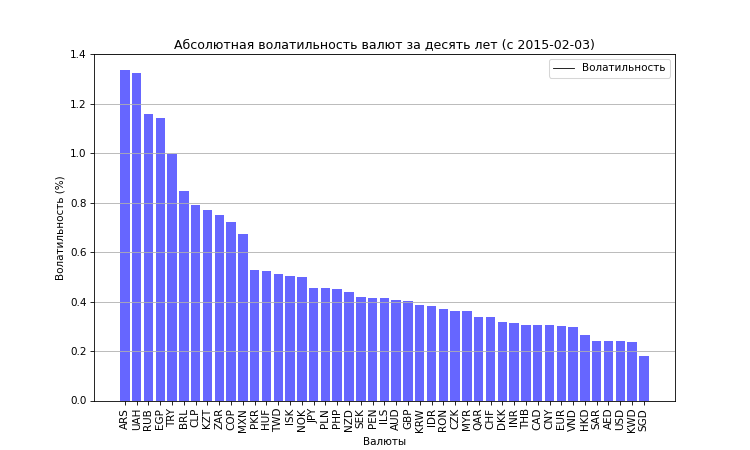 Абсолютная волатильность валют за десять лет (с 2015-02-03)
Волатильность
Волатильность (%)
1.4
1.2
1.0
0.8
0.6
0.4
0.2
0.0
ARS UAH RUB EGP TRY BRL CLP KZT ZAR COP MXN PKR HUF TWD ISK NOK JPY PLN PHP NZD SEK PEN ILS AUD GBP KRW IDR RON CZK MYR QAR CHF DKK INR THB CAD CNY EUR VND HKD SAR AED USD KWD SGD
Валюты